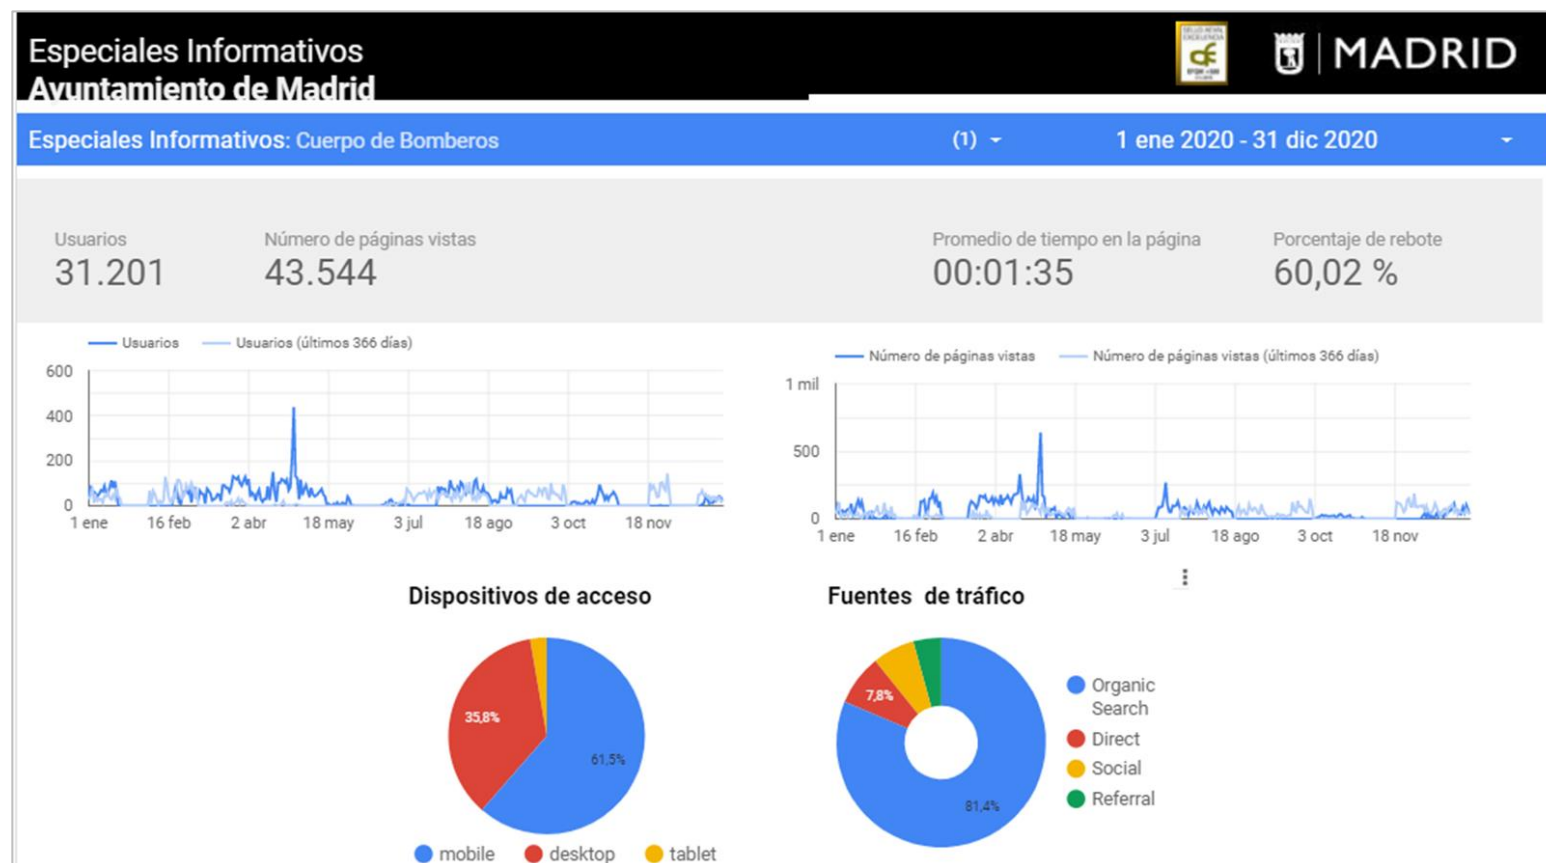 Especiales Informativos
Ayuntamiento de Madrid
MADRID
Especiales Informativos: Cuerpo de Bomberos
(1)
1 ene 2020 - 31 dic 2020
Usuarios
31.201
Número de páginas vistas
43.544
Promedio de tiempo en la página
00:01:35
Porcentaje de rebote
60,02 %
Usuarios Usuarios (últimos 366 días)
600
400
200
0
1 ene 16 feb 2 abr 18 may 3 jul 18 ago 3 oct 18 nov
Número de páginas vistas Número de páginas vistas (últimos 366 días)
1 mil
500
0
1 ene 16 feb 2 abr 18 may 3 jul 18 ago 3 oct 18 nov
Dispositivos de acceso
35,8%
61,5%
mobile desktop tablet
Fuentes de tráfico
7,8%
81,4%
Organic
Search
Direct
Social
Referral